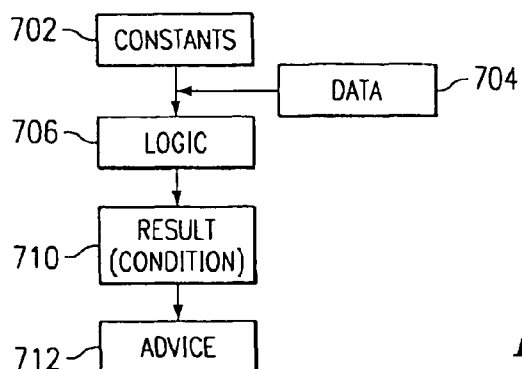 702
CONSTANTS
DATA
704
706
LOGIC
710
RESULT
(CONDITION)
712
ADVICE